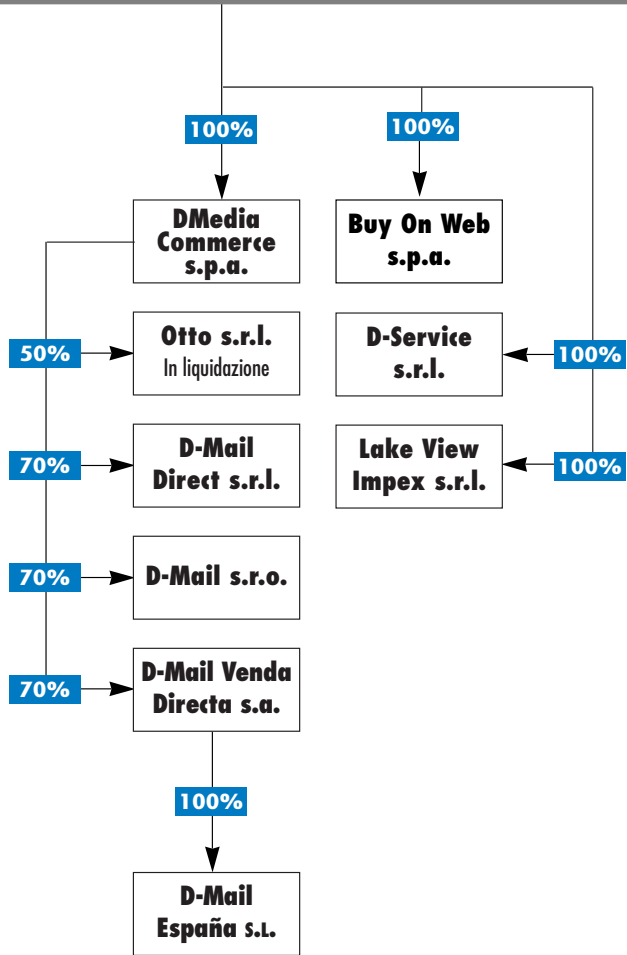 100%
100%
DMedia
Commerce
s.p.a.
Buy On Web
s.p.a.
50%
Otto s.r.l.
In liquidazione
D-Service
s.r.l.
100%
70%
D-Mail
Direct s.r.l.
Lake View
Impex s.r.l.
100%
70%
D-Mail s.r.o.
70%
D-Mail Venda
Directa s.a.
100%
D-Mail
España S.L.